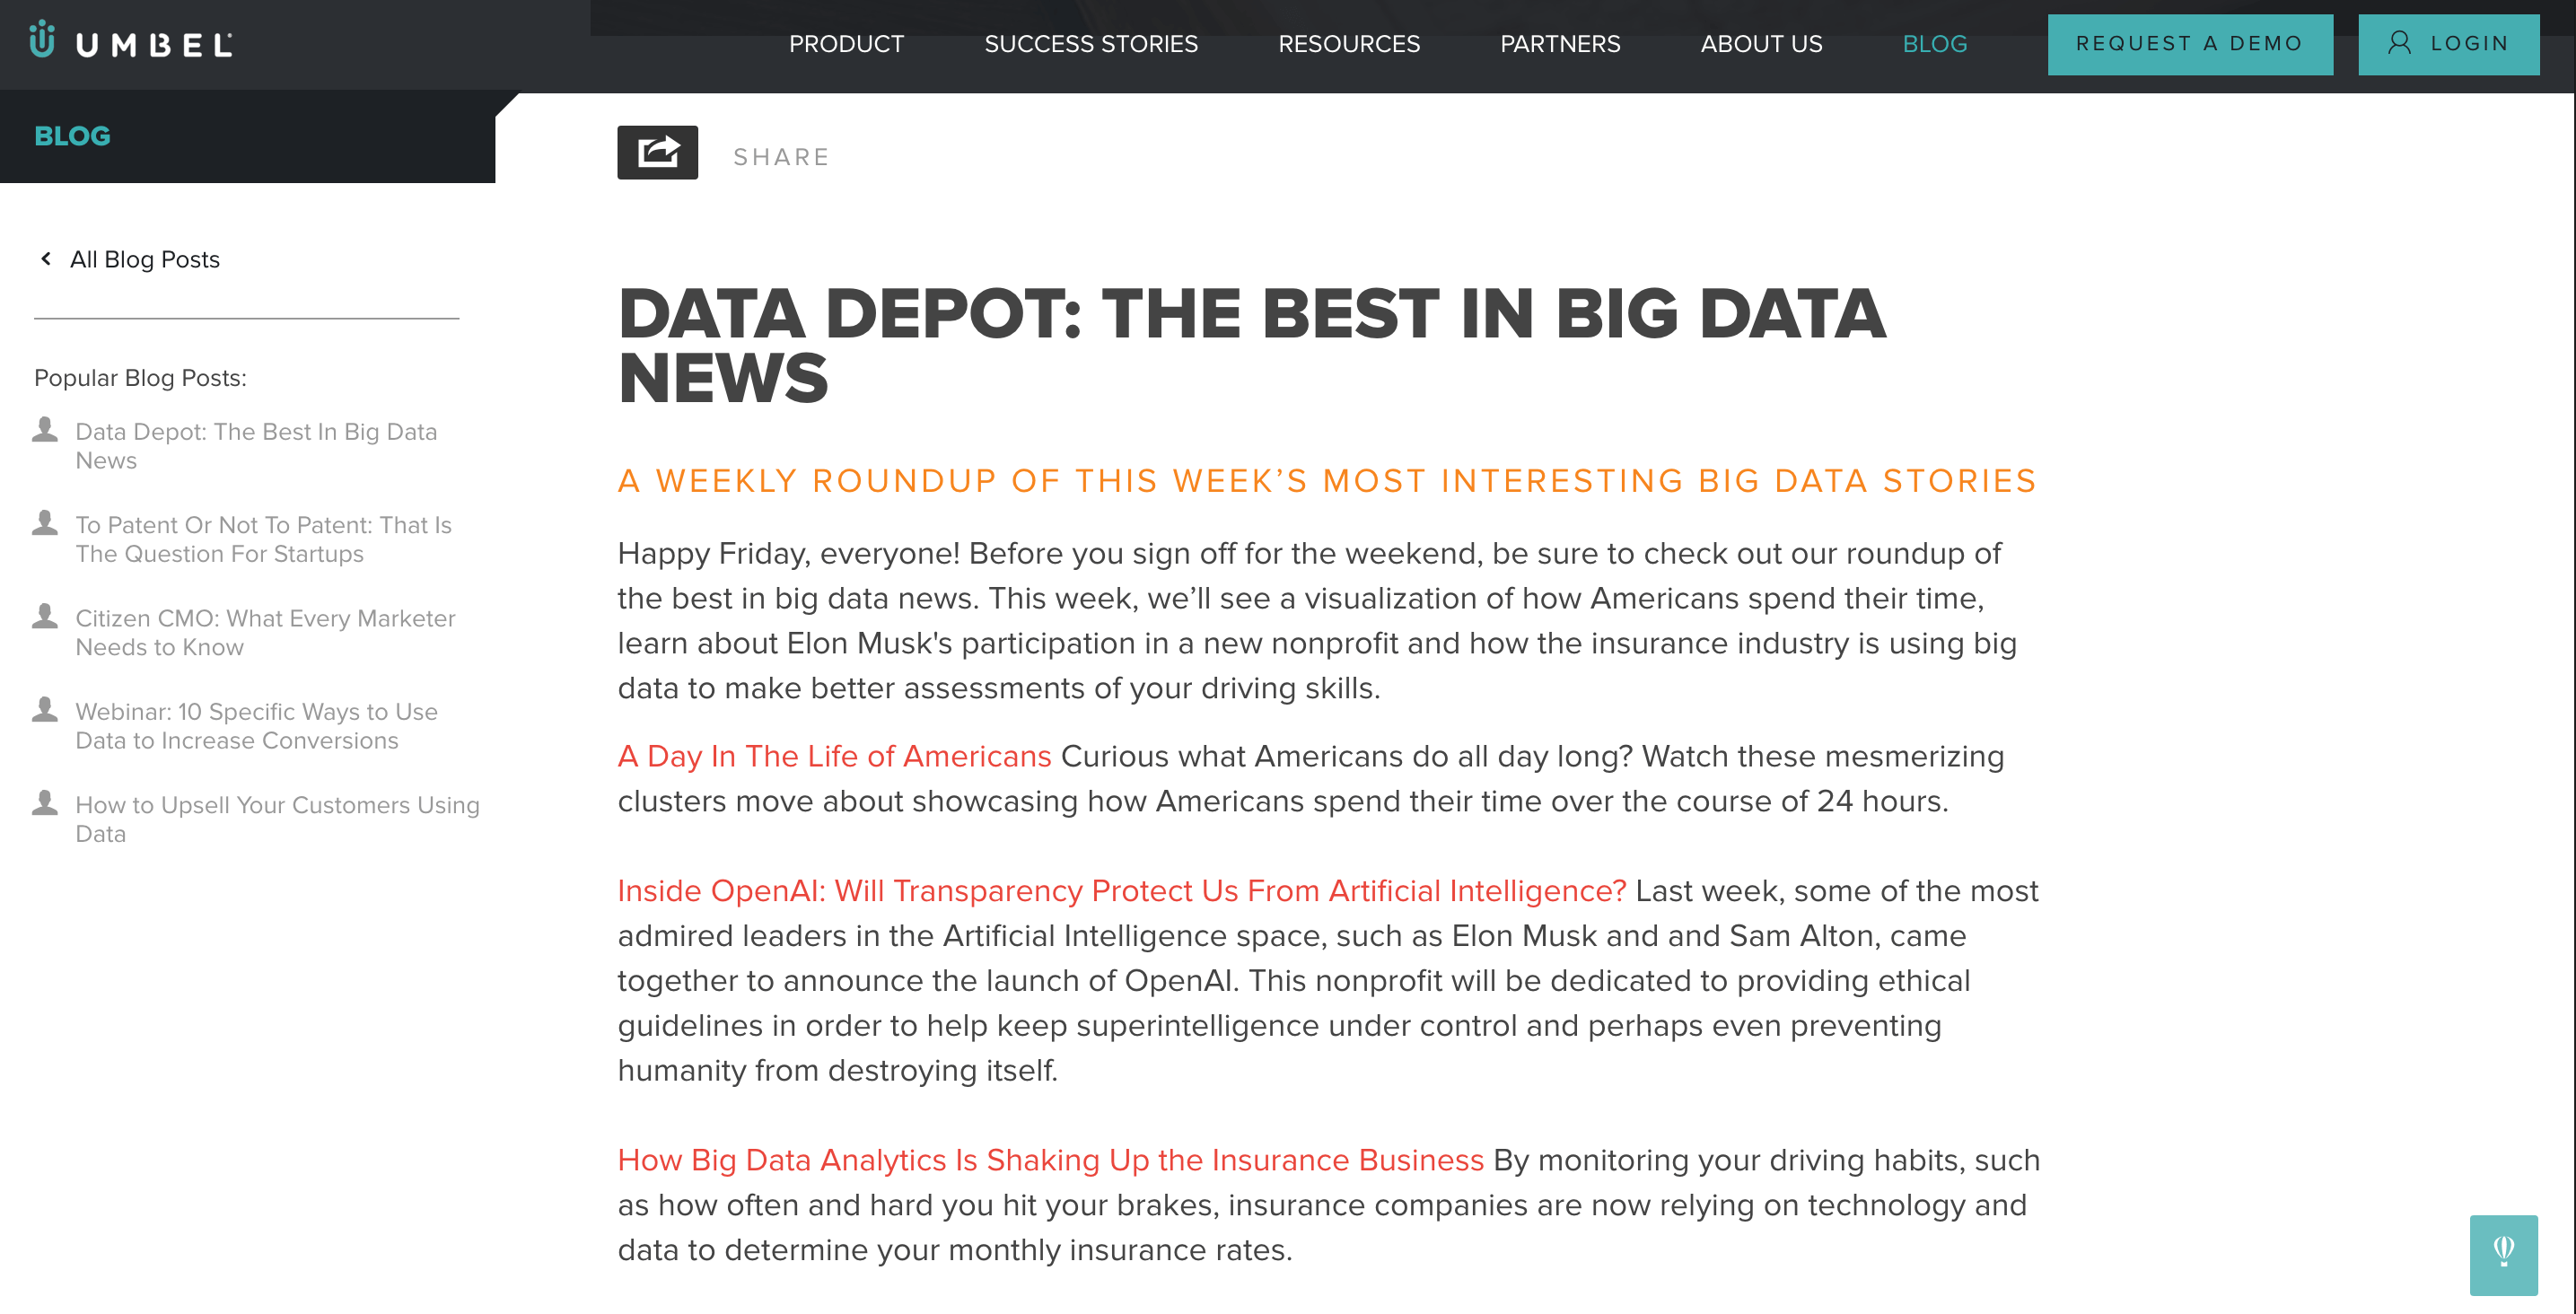 UMBEL
PRODUCT
SUCCESS STORIES
RESOURCES
PARTNERS
ABOUT US
BLOG
REQUEST A DEMO
LOGIN
BLOG
All Blog Posts
Popular Blog Posts:
Data Depot: The Best In Big Data
News
To Patent Or Not To Patent: That Is
The Question For Startups
Citizen CMO: What Every Marketer
Needs to Know
Webinar: 10 Specific Ways to Use
Data to Increase Conversions
How to Upsell Your Customers Using
Data
SHARE
DATA DEPOT: THE BEST IN BIG DATA
NEWS
A WEEKLY ROUNDUP OF THIS WEEK’S MOST INTERESTING BIG DATA STORIES
Happy Friday, everyone! Before you sign off for the weekend, be sure to check out our roundup of
the best in big data news. This week, we’ll see a visualization of how Americans spend their time,
learn about Elon Musk's participation in a new nonprofit and how the insurance industry is using big
data to make better assessments of your driving skills.
A Day In The Life of Americans Curious what Americans do all day long? Watch these mesmerizing
clusters move about showcasing how Americans spend their time over the course of 24 hours.
Inside OpenAI: Will Transparency Protect Us From Artificial Intelligence? Last week, some of the most
admired leaders in the Artificial Intelligence space, such as Elon Musk and and Sam Alton, came
together to announce the launch of OpenAI. This nonprofit will be dedicated to providing ethical
guidelines in order to help keep superintelligence under control and perhaps even preventing
humanity from destroying itself.
How Big Data Analytics Is Shaking Up the Insurance Business By monitoring your driving habits, such
as how often and hard you hit your brakes, insurance companies are now relying on technology and
data to determine your monthly insurance rates.